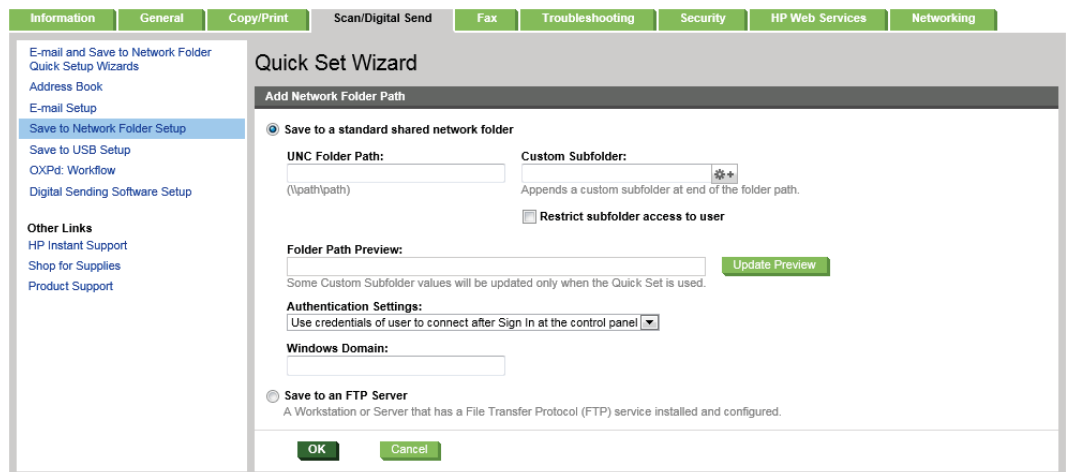 Information General Copy/Print Scan/Digital Send Fax Troubleshooting Security HP Web Services Networking
E-mail and Save to Network Folder
Quick Setup Wizards
Address Book
E-mail Setup
Save to Network Folder Setup
Save to USB Setup
OXPd: Workflow
Digital Sending Software Setup
Other Links
HP Instant Support
Shop for Supplies
Product Support
Quick Set Wizard
Add Network Folder Path
Save to a standard shared network folder
UNC Folder Path: Custom Subfolder:
(\\path\path) Appends a custom subfolder at end of the folder path.
Restrict subfolder access to user
Folder Path Preview:
Update Preview
Some Custom Subfolder values will be updated only when the Quick Set is used.
Authentication Settings:
Use credentials of user to connect after Sign In at the control panel
Windows Domain:
Save to an FTP Server
A Workstation or Server that has a File Transfer Protocol (FTP) service installed and configured.
OK Cancel